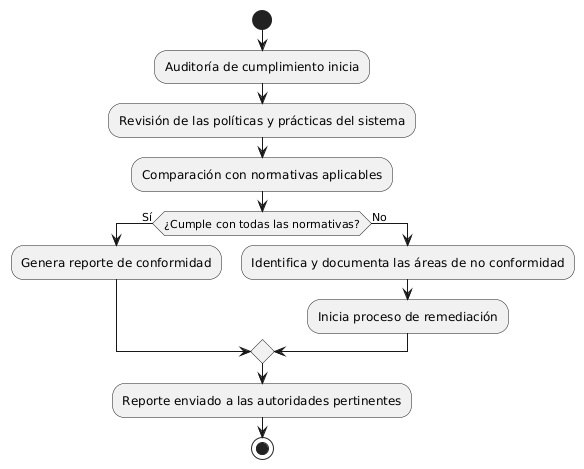 Auditoría de cumplimiento inicia
Revisión de las políticas y prácticas del sistema
Comparación con normativas aplicables
Sí
¿Cumple con todas las normativas?
No
Genera reporte de conformidad
Identifica y documenta las áreas de no conformidad
Inicia proceso de remediación
Reporte enviado a las autoridades pertinentes